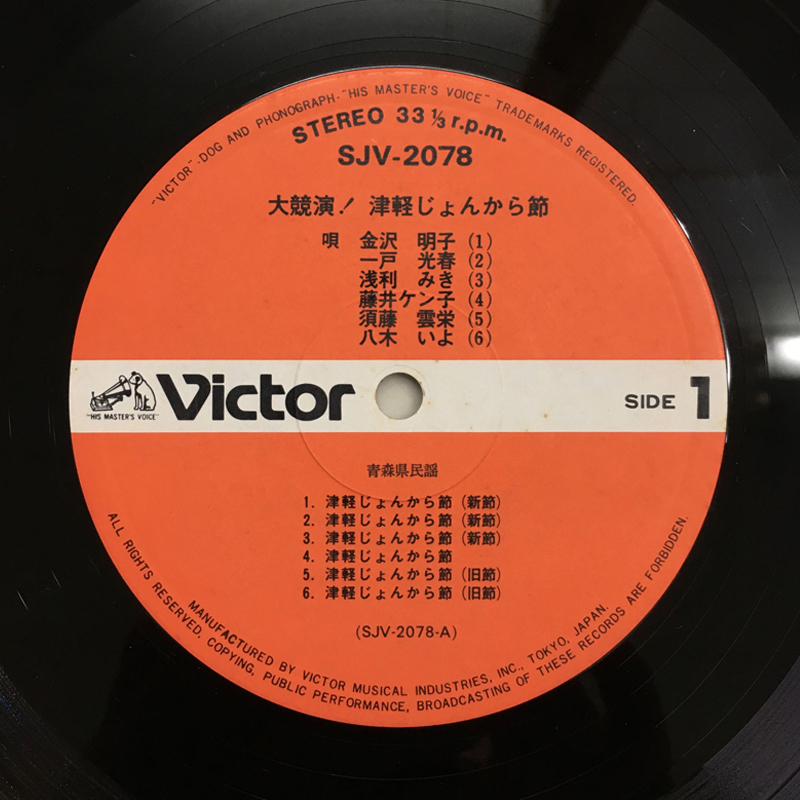 "VICTOR"-DOG AND PHONOGRAPH-"HIS MASTER'S VOICE" TRADEMARKS REGISTERED.
STEREO 33 1/3 r.p.m.
SJV-2078
大競演! 津軽じょんから節
唄 金沢 明子 (1)
一戸 光春 (2)
浅利 みき (3)
藤井ケン子 (4)
須藤 雲栄 (5)
八木 いよ (6)
"HIS MASTER'S VOICE"
Victor
SIDE 1
青森県民謡
1. 津軽じょんから節 (新節)
2. 津軽じょんから節 (新節)
3. 津軽じょんから節 (新節)
4. 津軽じょんから節
5. 津軽じょんから節 (旧節)
6. 津軽じょんから節 (旧節)
(SJV-2078-A)
MANUFACTURED BY VICTOR MUSICAL INDUSTRIES, INC., TOKYO, JAPAN.
ALL RIGHTS RESERVED, COPYING, PUBLIC PERFORMANCE, BROADCASTING OF THESE RECORDS ARE FORBIDDEN.